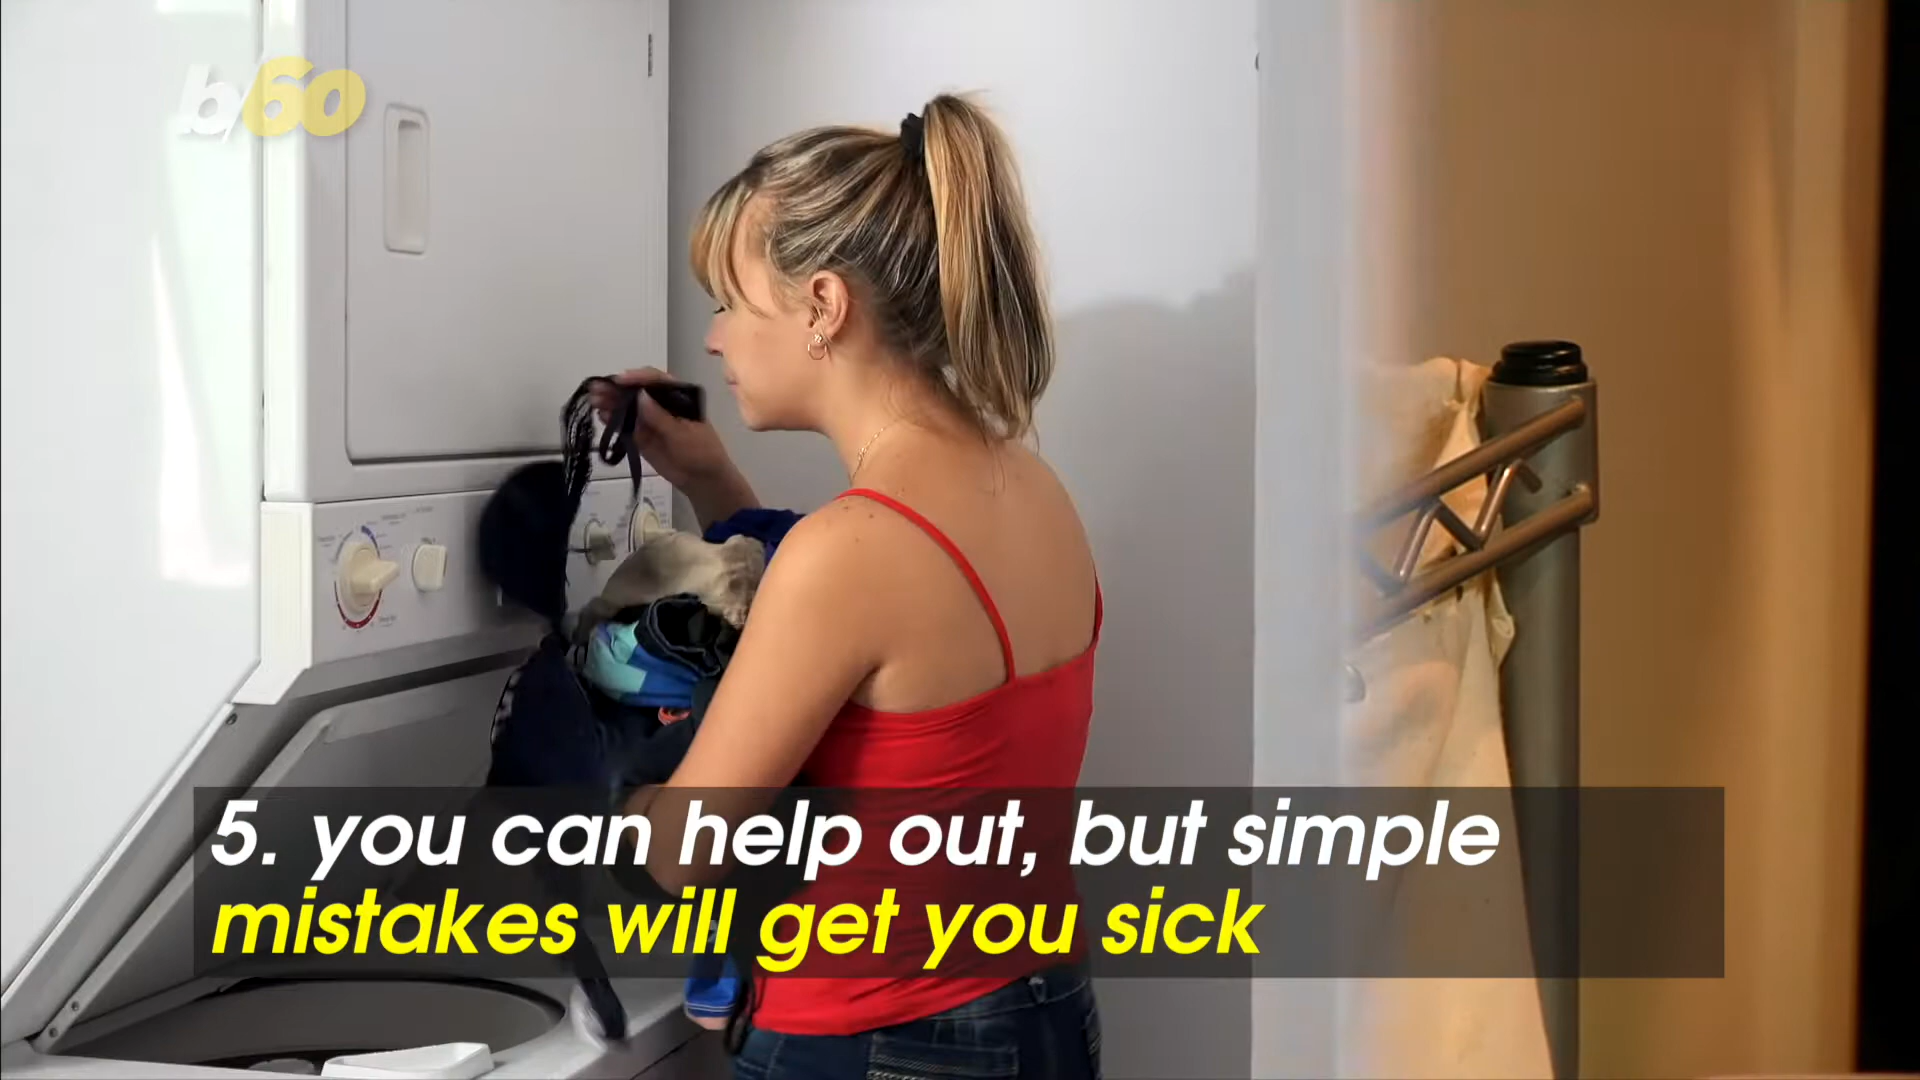 b/60
5. you can help out, but simple
mistakes will get you sick